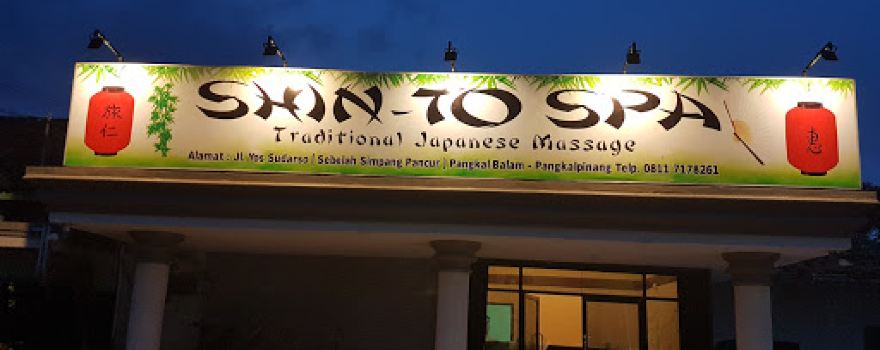 SHIN-TO SPA
Traditional Japanese Massage
Alamat : Jl. Yos Sudarso ( Sebelah Simpang Pancur ) Pangkal Balam - Pangkalpinang Telp. 0811 7178261
旅
仁
恵